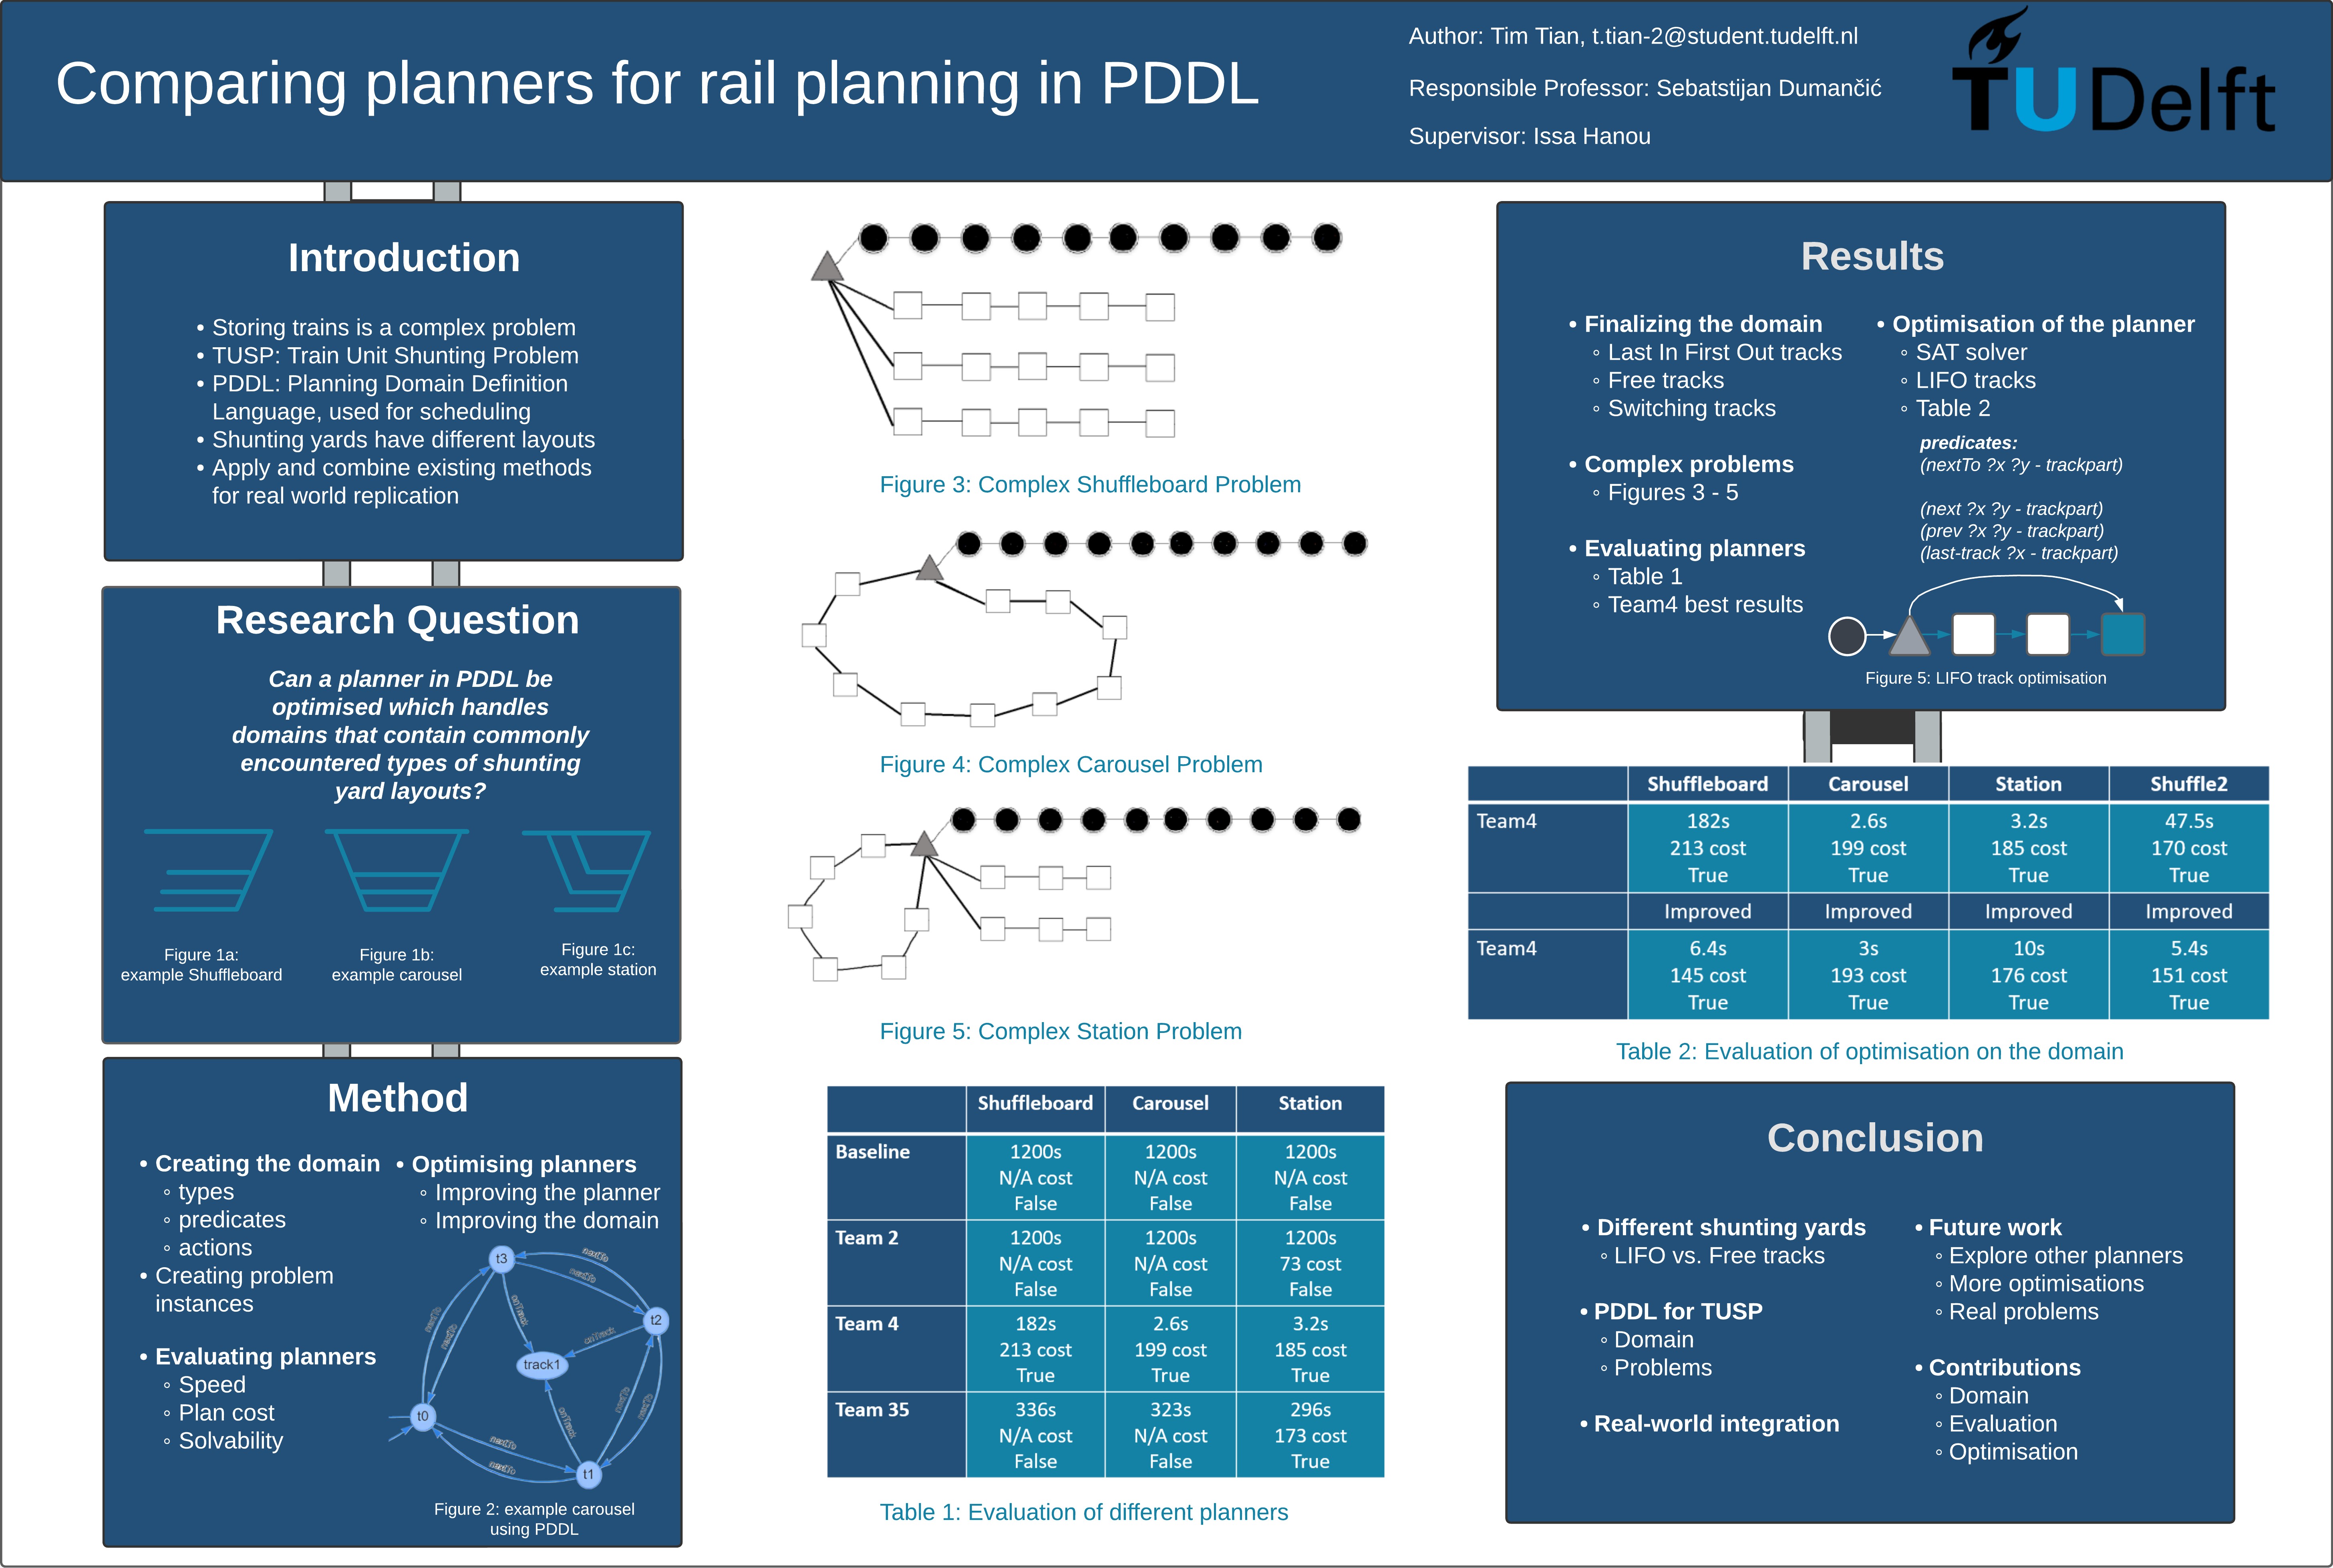 Comparing planners for rail planning in PDDL
Author: Tim Tian, t.tian-2@student.tudelft.nl
Responsible Professor: Sebatstijan Dumančić
Supervisor: Issa Hanou
TUDelft
Introduction
• Storing trains is a complex problem
• TUSP: Train Unit Shunting Problem
• PDDL: Planning Domain Definition
Language, used for scheduling
• Shunting yards have different layouts
• Apply and combine existing methods
for real world replication
Research Question
Can a planner in PDDL be
optimised which handles
domains that contain commonly
encountered types of shunting
yard layouts?
Figure 1a:
example Shuffleboard
Figure 1b:
example carousel
Figure 1c:
example station
Method
• Creating the domain
◦ types
◦ predicates
◦ actions
• Creating problem
instances
• Evaluating planners
◦ Speed
◦ Plan cost
◦ Solvability
• Optimising planners
◦ Improving the planner
◦ Improving the domain
t3
nextTo
nextTo
t2
onTrack
onTrack
nextTo
nextTo
track1
t0
nextTo
nextTo
onTrack
nextTo
nextTo
t1
Figure 2: example carousel
using PDDL
Figure 3: Complex Shuffleboard Problem
Figure 4: Complex Carousel Problem
Figure 5: Complex Station Problem
Shuffleboard Carousel Station
Baseline 1200s 1200s 1200s
N/A cost N/A cost N/A cost
False False False
Team 2 1200s 1200s 1200s
N/A cost N/A cost 73 cost
False False False
Team 4 182s 2.6s 3.2s
213 cost 199 cost 185 cost
True True True
Team 35 336s 323s 296s
N/A cost N/A cost 173 cost
False False True
Table 1: Evaluation of different planners
Results
• Finalizing the domain
◦ Last In First Out tracks
◦ Free tracks
◦ Switching tracks
• Complex problems
◦ Figures 3 - 5
• Evaluating planners
◦ Table 1
◦ Team4 best results
• Optimisation of the planner
◦ SAT solver
◦ LIFO tracks
◦ Table 2
predicates:
(nextTo ?x ?y - trackpart)
(next ?x ?y - trackpart)
(prev ?x ?y - trackpart)
(last-track ?x - trackpart)
Figure 5: LIFO track optimisation
Shuffleboard Carousel Station Shuffle2
Team4 182s 2.6s 3.2s 47.5s
213 cost 199 cost 185 cost 170 cost
True True True True
Improved Improved Improved Improved
Team4 6.4s 3s 10s 5.4s
145 cost 193 cost 176 cost 151 cost
True True True True
Table 2: Evaluation of optimisation on the domain
Conclusion
• Different shunting yards
◦ LIFO vs. Free tracks
• PDDL for TUSP
◦ Domain
◦ Problems
• Real-world integration
• Future work
◦ Explore other planners
◦ More optimisations
◦ Real problems
• Contributions
◦ Domain
◦ Evaluation
◦ Optimisation